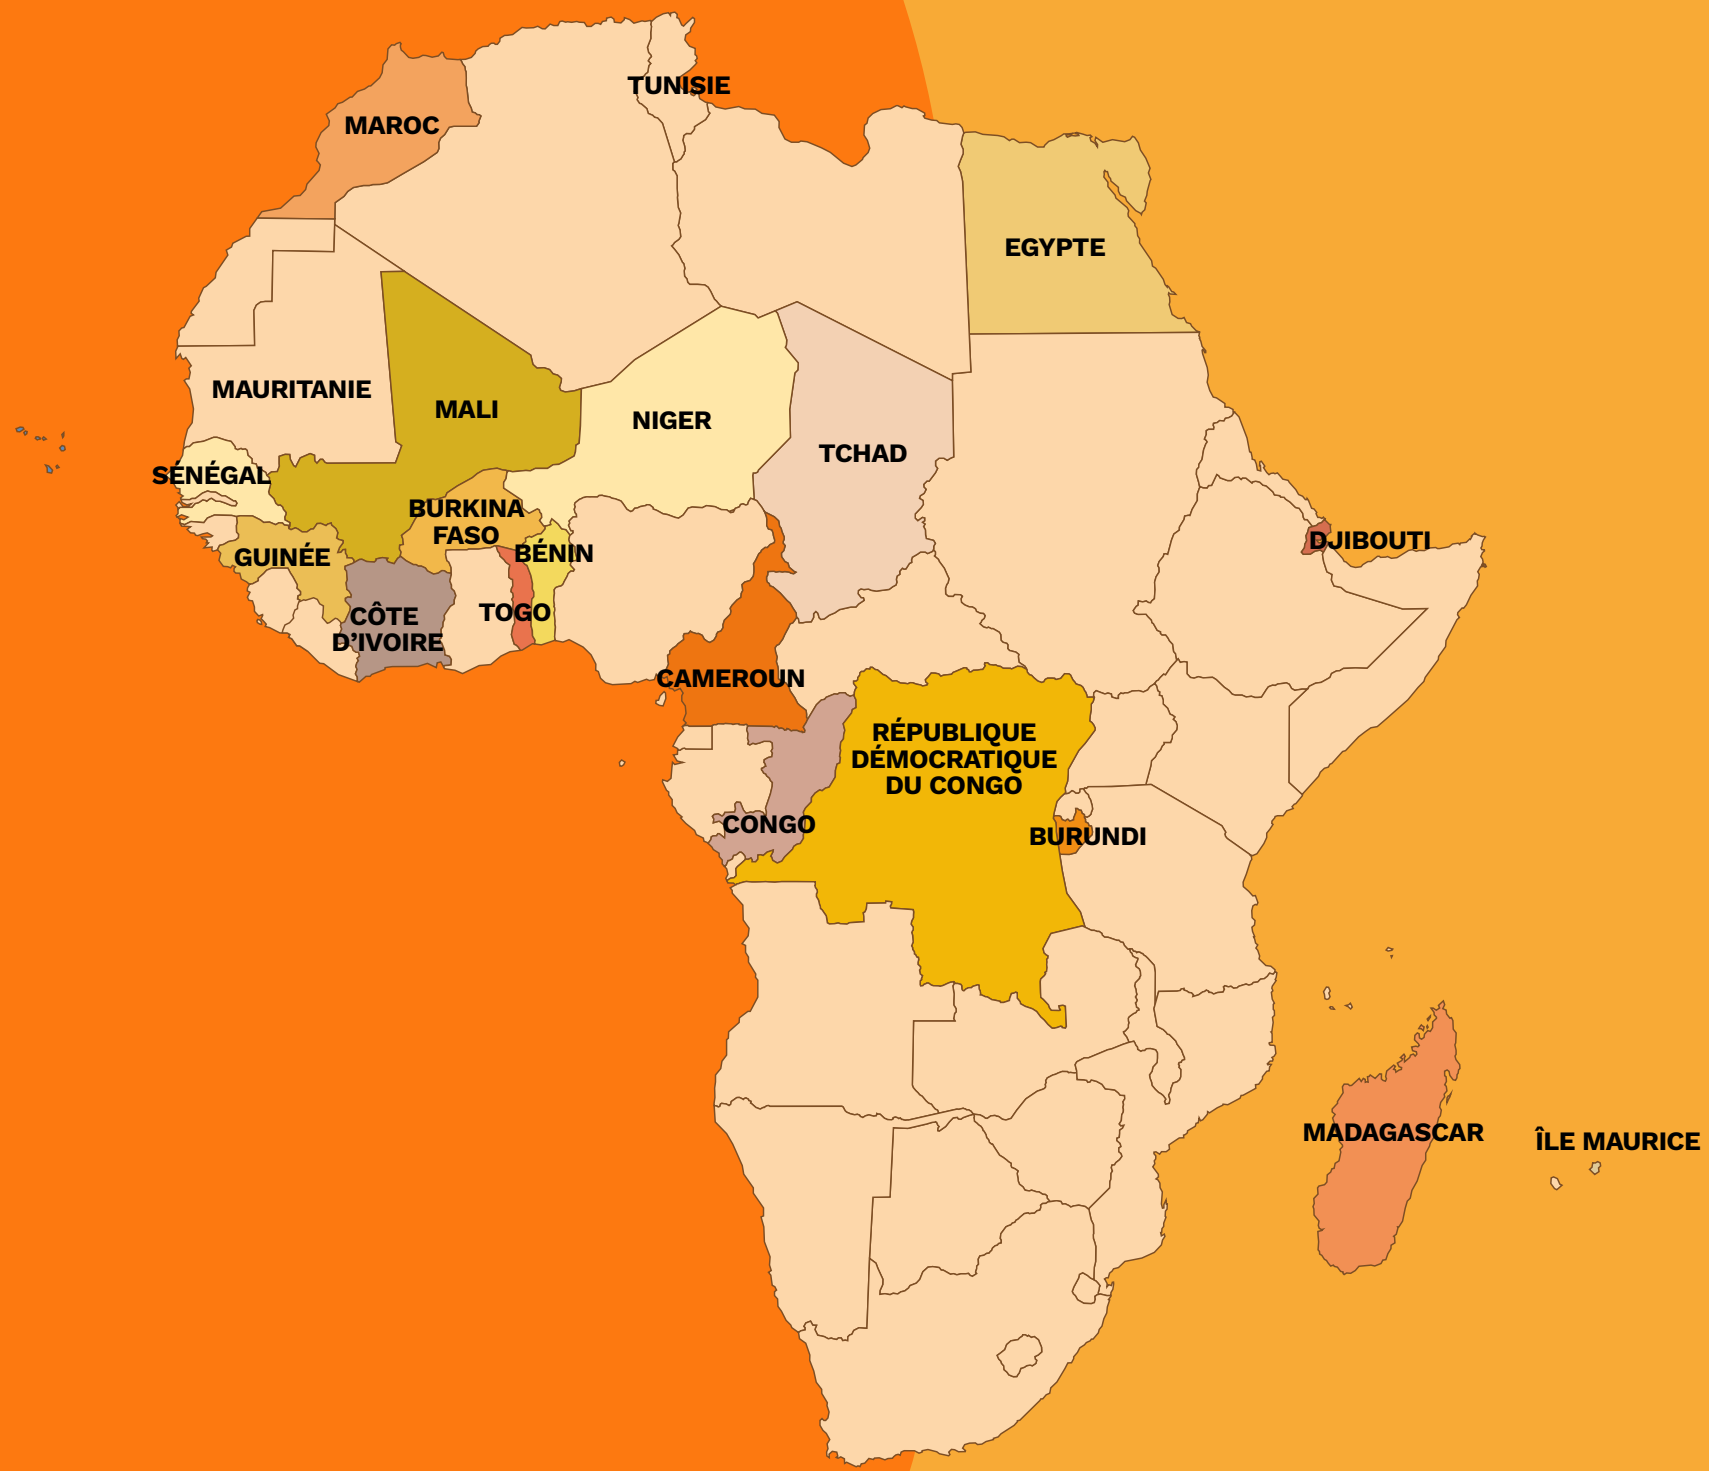 TUNISIE
MAROC
EGYPTE
MAURITANIE
MALI
NIGER
TCHAD
SÉNÉGAL
BURKINA
FASO
DJIBOUTI
GUINÉE
BÉNIN
CÔTE
D’IVOIRE
TOGO
CAMEROUN
RÉPUBLIQUE
DÉMOCRATIQUE
DU CONGO
CONGO
BURUNDI
MADAGASCAR
ÎLE MAURICE